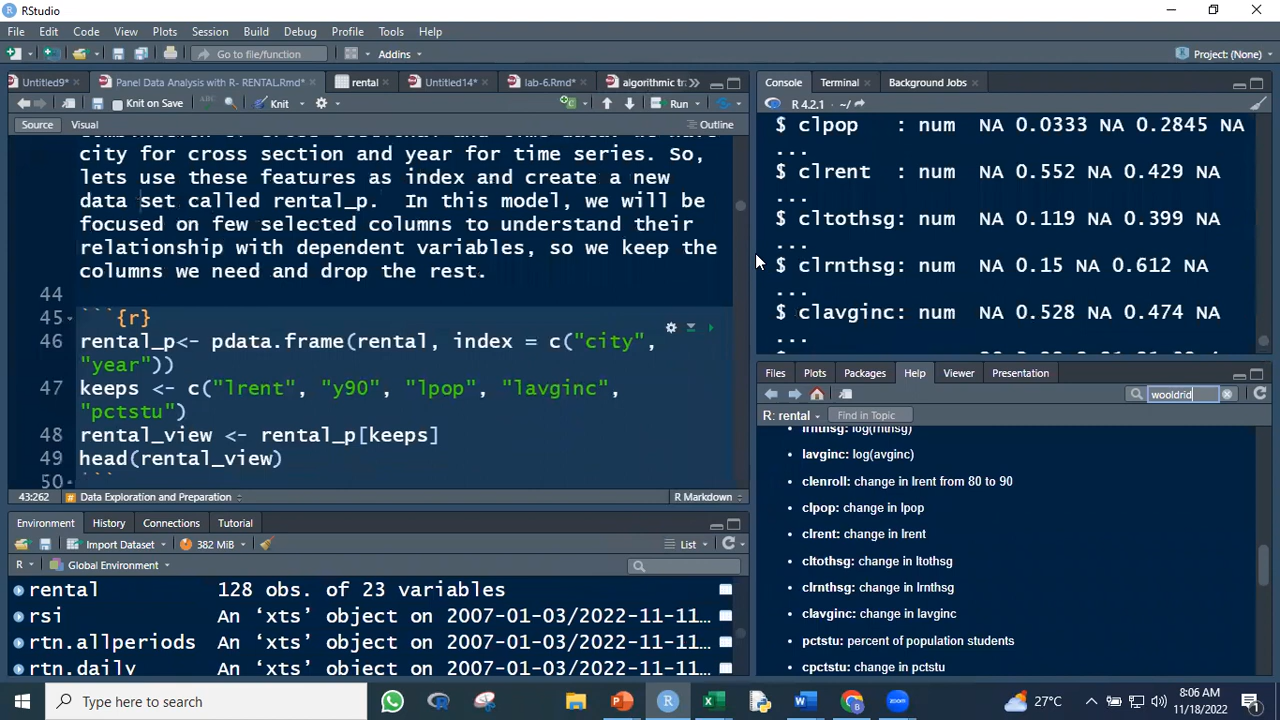 RStudio
File Edit Code View Plots Session Build Debug Profile Tools Help
Go to file/function Addins Project: (None)
Untitled9* Panel Data Analysis with R- RENTAL.Rmd* rental Untitled14* lab-6.Rmd* algorithmic tr
Knit on Save Knit Run
Source Visual Outline
city for cross section and year for time series. So,
lets use these features as index and create a new
data set called rental_p. In this model, we will be
focused on few selected columns to understand their
relationship with dependent variables, so we keep the
columns we need and drop the rest.
44
45 ```{r}
46 rental_p<- pdata.frame(rental, index = c("city",
"year"))
47 keeps <- c("lrent", "y90", "lpop", "lavginc",
"pctstu")
48 rental_view <- rental_p[keeps]
49 head(rental_view)
50 ```
43:262 Data Exploration and Preparation R Markdown
Environment History Connections Tutorial
Import Dataset 382 MiB List
R Global Environment
rental 128 obs. of 23 variables
rsi An ‘xts’ object on 2007-01-03/2022-11-11...
rtn.allperiods An ‘xts’ object on 2007-01-03/2022-11-11...
rtn.daily An ‘xts’ object on 2007-01-03/2022-11-11...
Console Terminal Background Jobs
R 4.2.1 · ~/
$ clpop : num NA 0.0333 NA 0.2845 NA
...
$ clrent : num NA 0.552 NA 0.429 NA
...
$ cltothsg: num NA 0.119 NA 0.399 NA
...
$ clrnthsg: num NA 0.15 NA 0.612 NA
...
$ clavginc: num NA 0.528 NA 0.474 NA
...
Files Plots Packages Help Viewer Presentation
wooldrid
R: rental Find in Topic
lrnthsg: log(rnthsg)
lavginc: log(avginc)
clenroll: change in lrent from 80 to 90
clpop: change in lpop
clrent: change in lrent
cltothsg: change in ltothsg
clrnthsg: change in lrnthsg
clavginc: change in lavginc
pctstu: percent of population students
cpctstu: change in pctstu
Type here to search 27°C 8:06 AM
11/18/2022